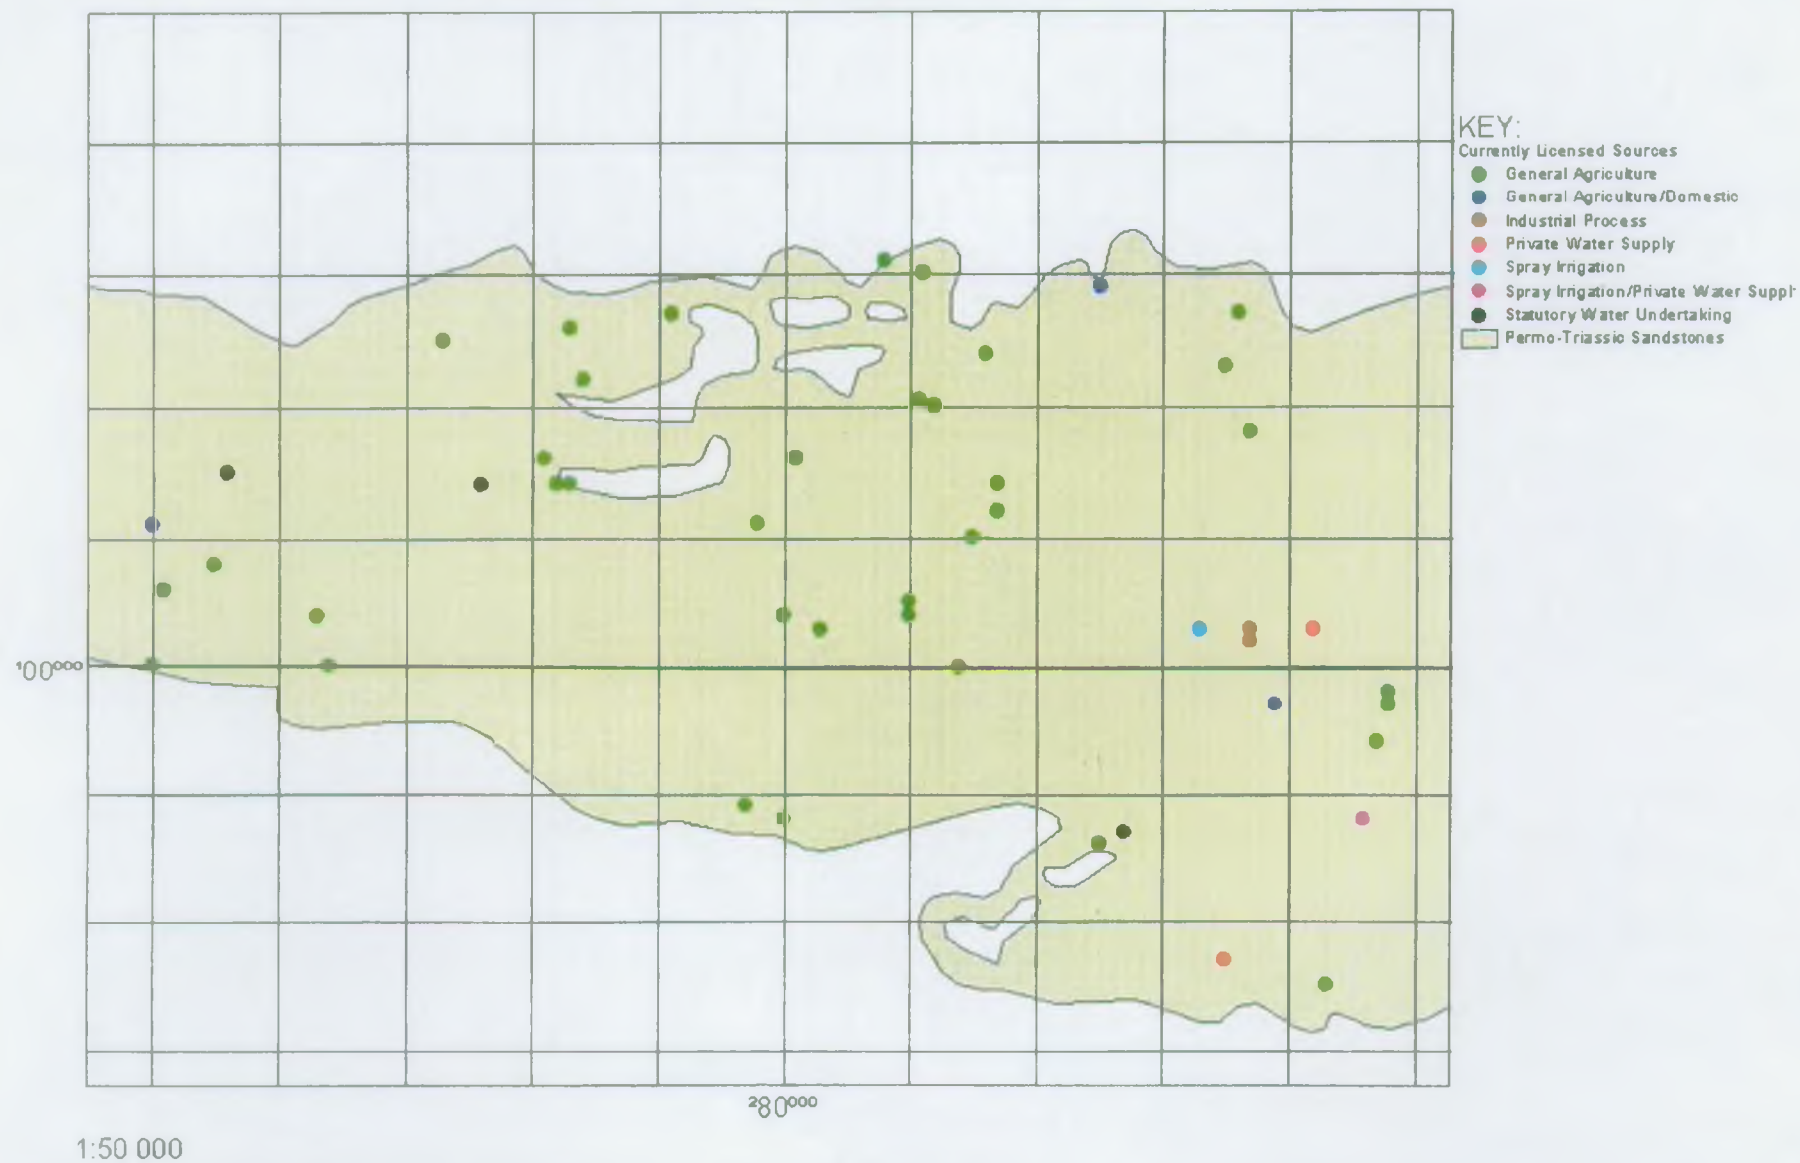 KEY:
Currently Licensed Sources
General Agriculture
General Agriculture/Domestic
Industrial Process
Private Water Supply
Spray Irrigation
Spray Irrigation/Private Water Suppl
Statutory Water Undertaking
Permo-Triassic Sandstones
¹00⁰⁰⁰
²80⁰⁰⁰
1:50 000